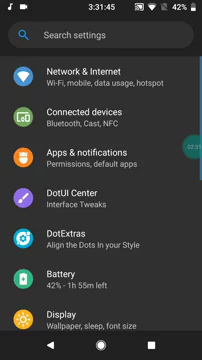 3:31:45
42%
Search settings
Network & Internet
Wi-Fi, mobile, data usage, hotspot
Connected devices
Bluetooth, Cast, NFC
Apps & notifications
Permissions, default apps
02:31
DotUI Center
Interface Tweaks
DotExtras
Align the Dots In your Style
Battery
42% - 1h 55m left
Display
Wallpaper, sleep, font size